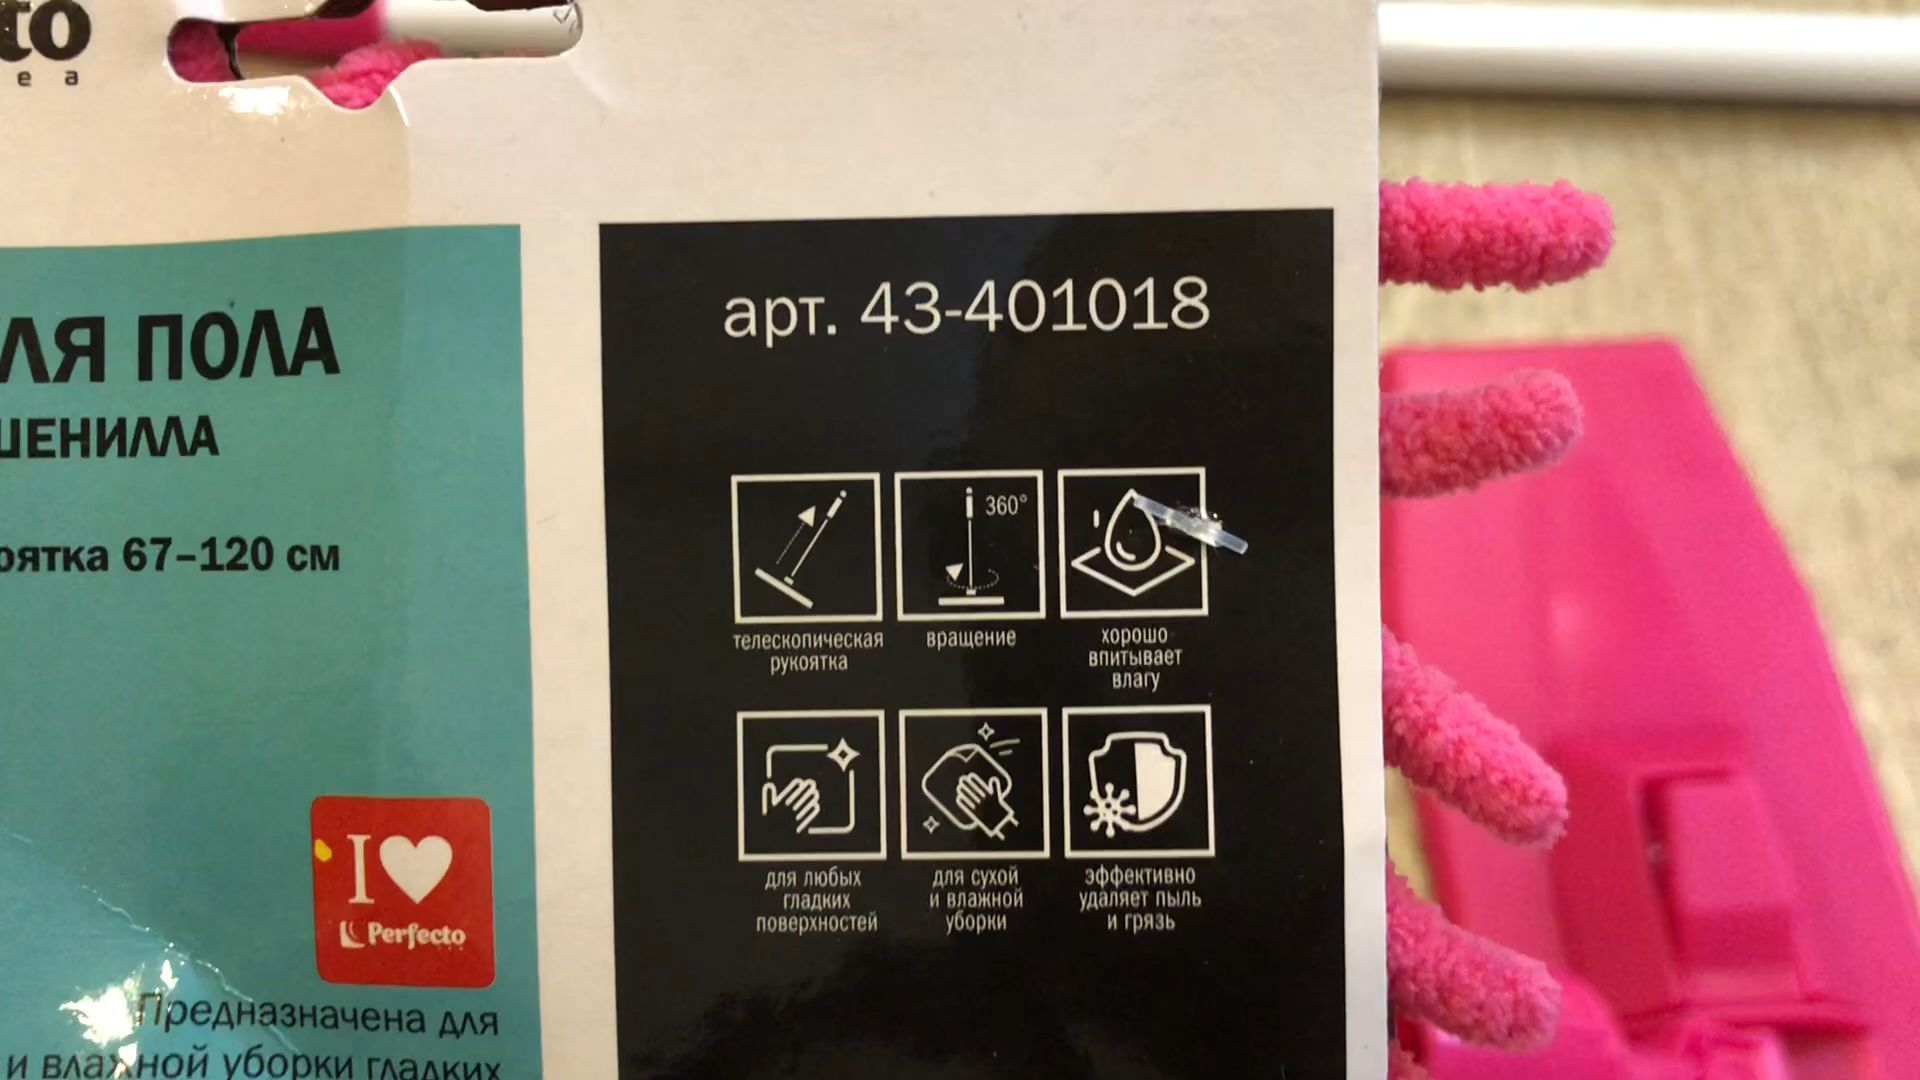 ЛЯ ПОЛА
ШЕНИЛЛА
67–120 см
I
Perfecto
Предназначена для
и влажной уборки гладких
арт. 43-401018
360°
телескопическая
рукоятка
вращение
хорошо
впитывает
влагу
для любых
гладких
поверхностей
для сухой
и влажной
уборки
эффективно
удаляет пыль
и грязь